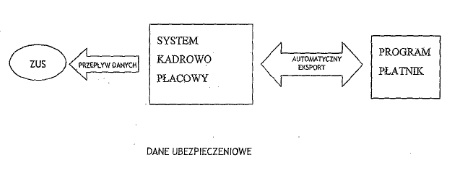 ZUS
PRZEPŁYW DANYCH
SYSTEM
KADROWO
PŁACOWY
AUTOMATYCZNY
EKSPORT
PROGRAM
PŁATNIK
DANE UBEZPIECZENIOWE